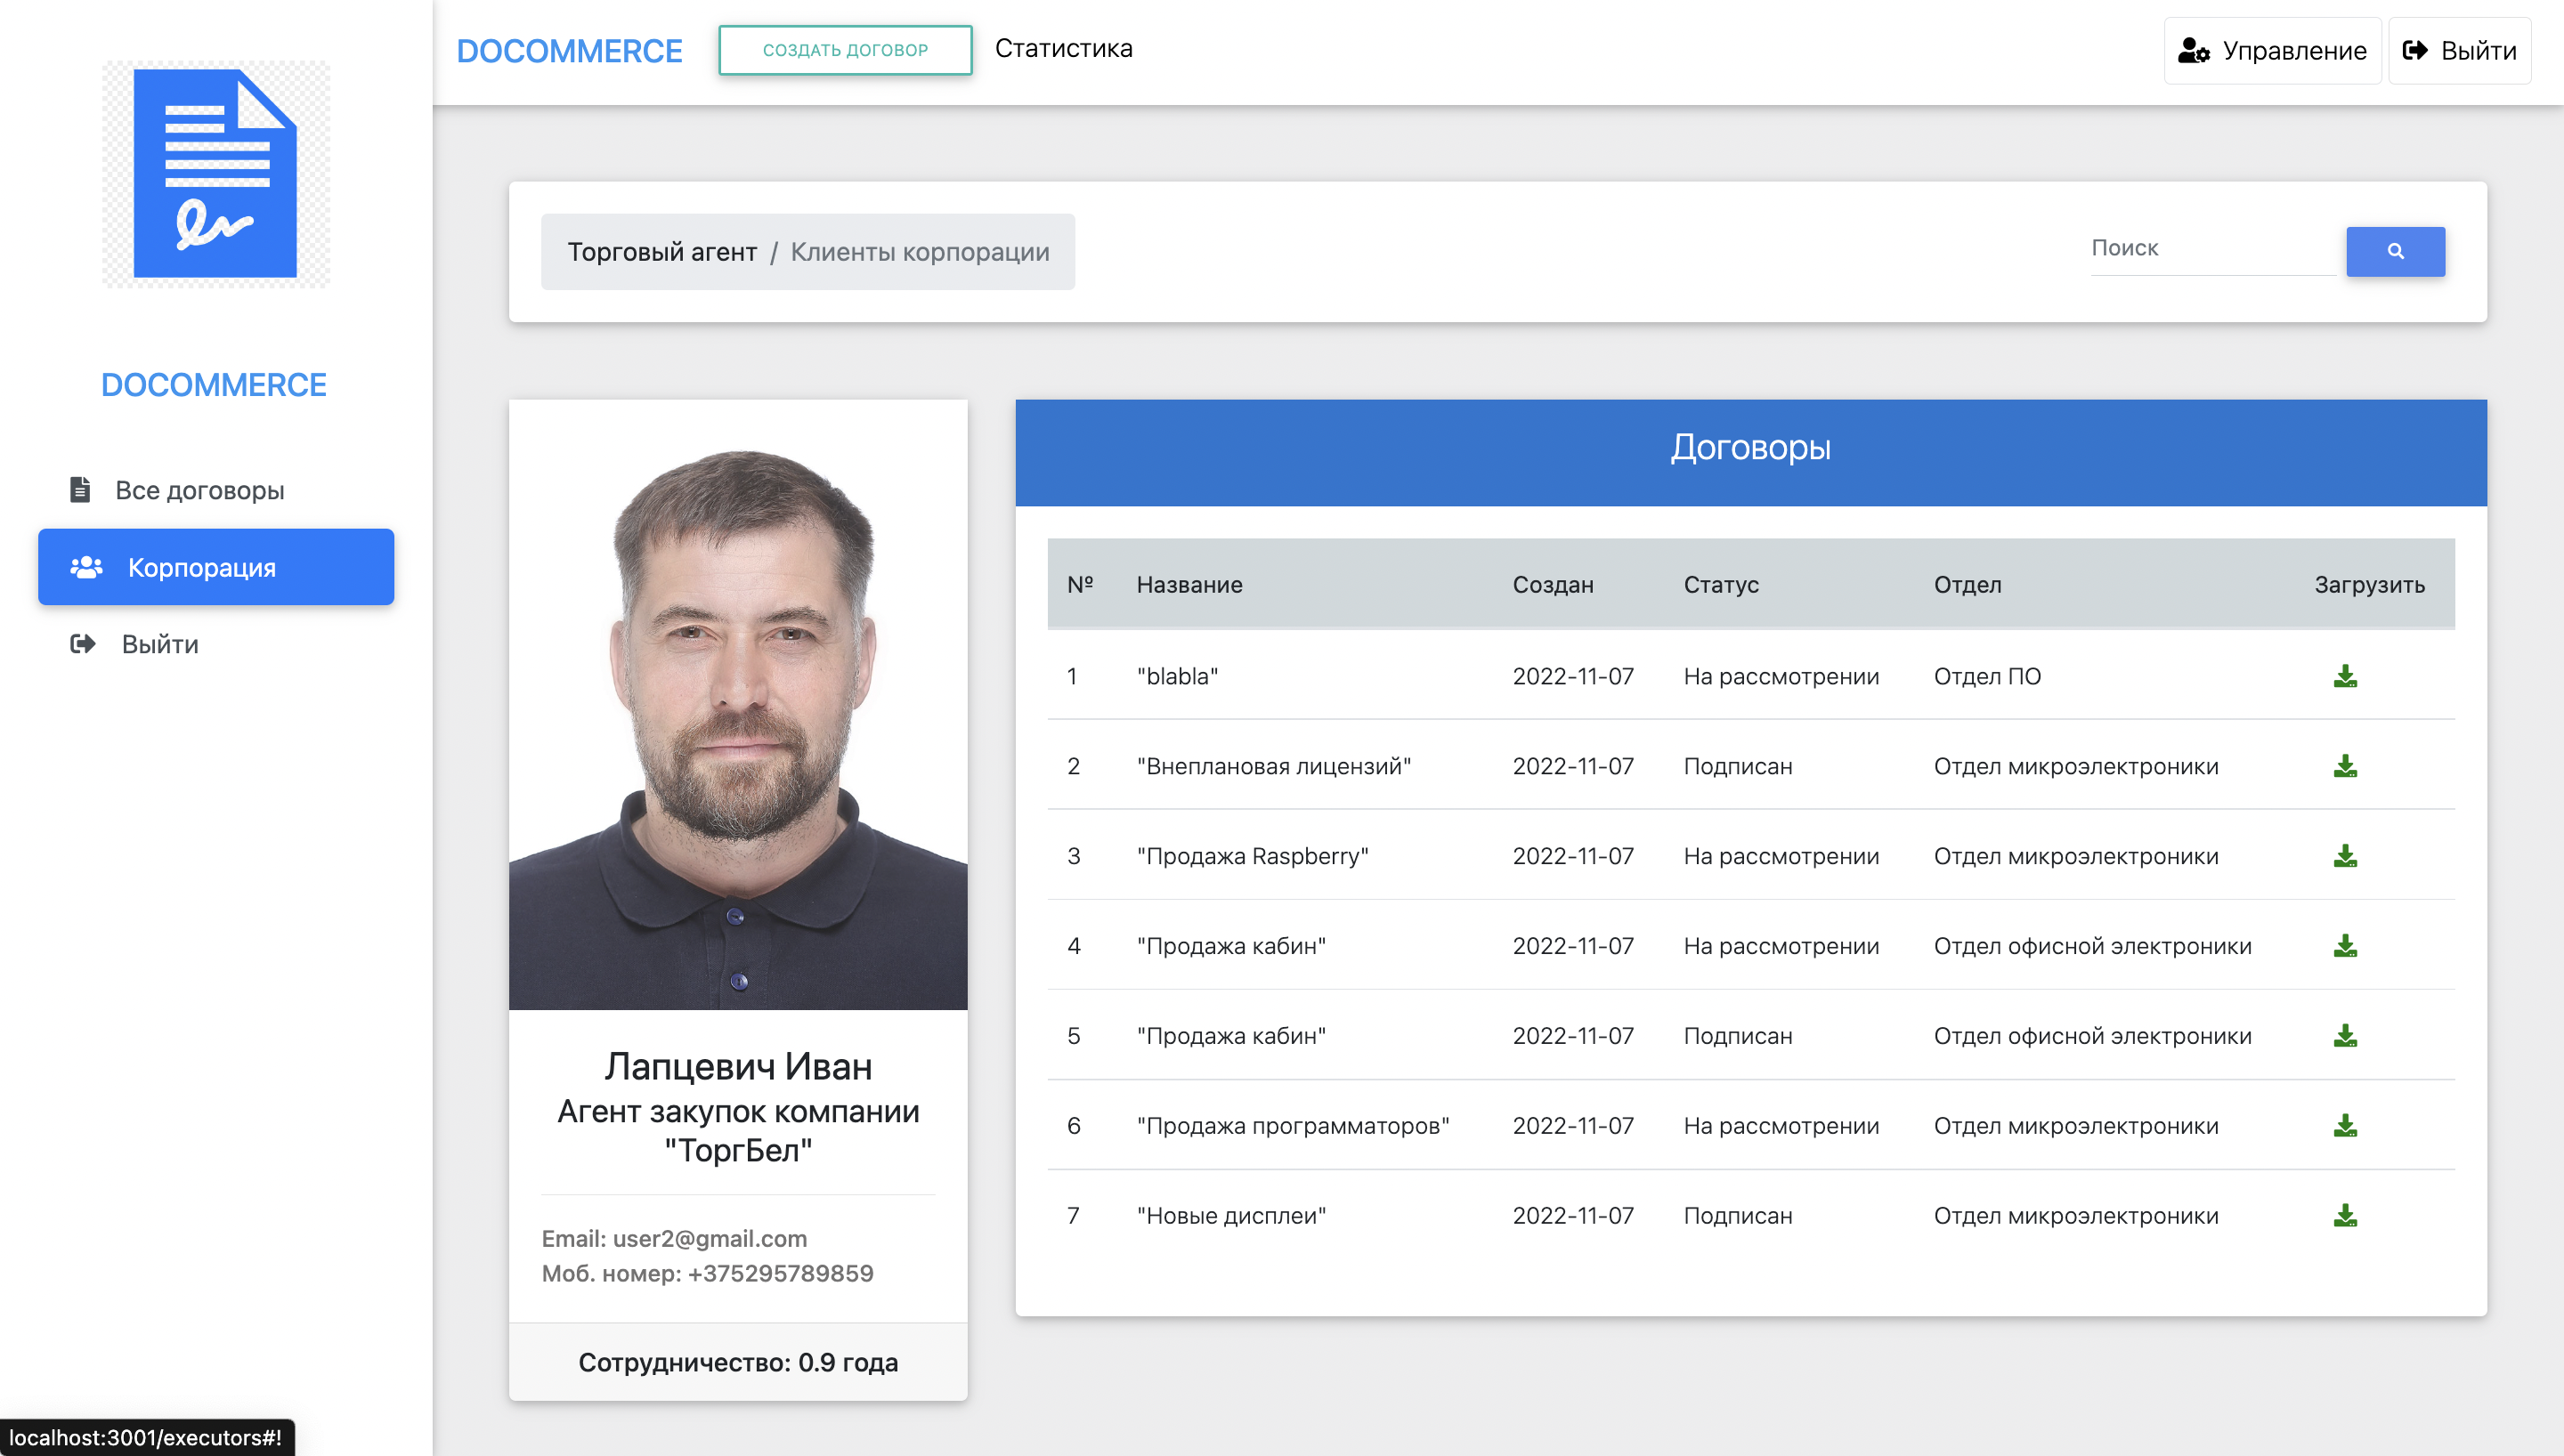 DOCOMMERCE
Все договоры
Корпорация
Выйти
DOCOMMERCE
СОЗДАТЬ ДОГОВОР
Статистика
Управление
Выйти
Торговый агент / Клиенты корпорации
Поиск
Лапцевич Иван
Агент закупок компании
"ТоргБел"
Email: user2@gmail.com
Моб. номер: +375295789859
Сотрудничество: 0.9 года
Договоры
№ Название Создан Статус Отдел Загрузить
1 "blabla" 2022-11-07 На рассмотрении Отдел ПО
2 "Внеплановая лицензий" 2022-11-07 Подписан Отдел микроэлектроники
3 "Продажа Raspberry" 2022-11-07 На рассмотрении Отдел микроэлектроники
4 "Продажа кабин" 2022-11-07 На рассмотрении Отдел офисной электроники
5 "Продажа кабин" 2022-11-07 Подписан Отдел офисной электроники
6 "Продажа программаторов" 2022-11-07 На рассмотрении Отдел микроэлектроники
7 "Новые дисплеи" 2022-11-07 Подписан Отдел микроэлектроники
localhost:3001/executors#!